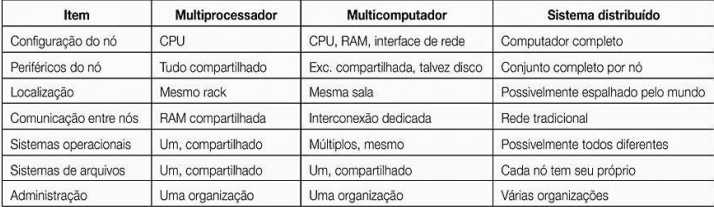 Item Multiprocessador Multicomputador Sistema distribuído
Configuração do nó CPU CPU, RAM, interface de rede Computador completo
Periféricos do nó Tudo compartilhado Exc. compartilhada, talvez disco Conjunto completo por nó
Localização Mesmo rack Mesma sala Possivelmente espalhado pelo mundo
Comunicação entre nós RAM compartilhada Interconexão dedicada Rede tradicional
Sistemas operacionais Um, compartilhado Múltiplos, mesmo Possivelmente todos diferentes
Sistemas de arquivos Um, compartilhado Um, compartilhado Cada nó tem seu próprio
Administração Uma organização Uma organização Várias organizações